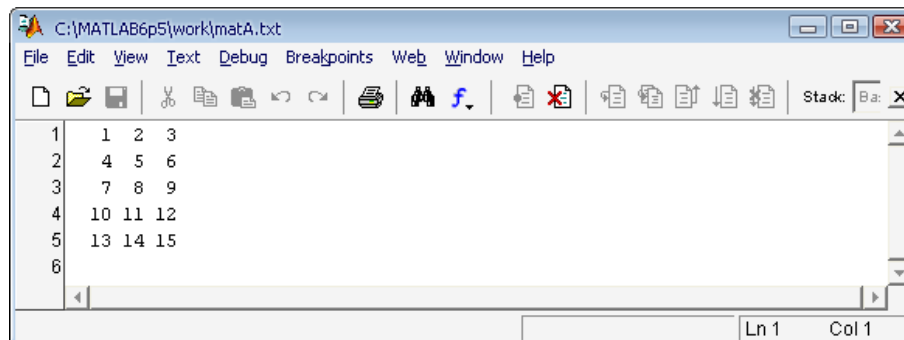 C:\MATLAB6p5\work\matA.txt
File Edit View Text Debug Breakpoints Web Window Help
Stack: Ba:
1 1 2 3
2 4 5 6
3 7 8 9
4 10 11 12
5 13 14 15
6
Ln 1 Col 1